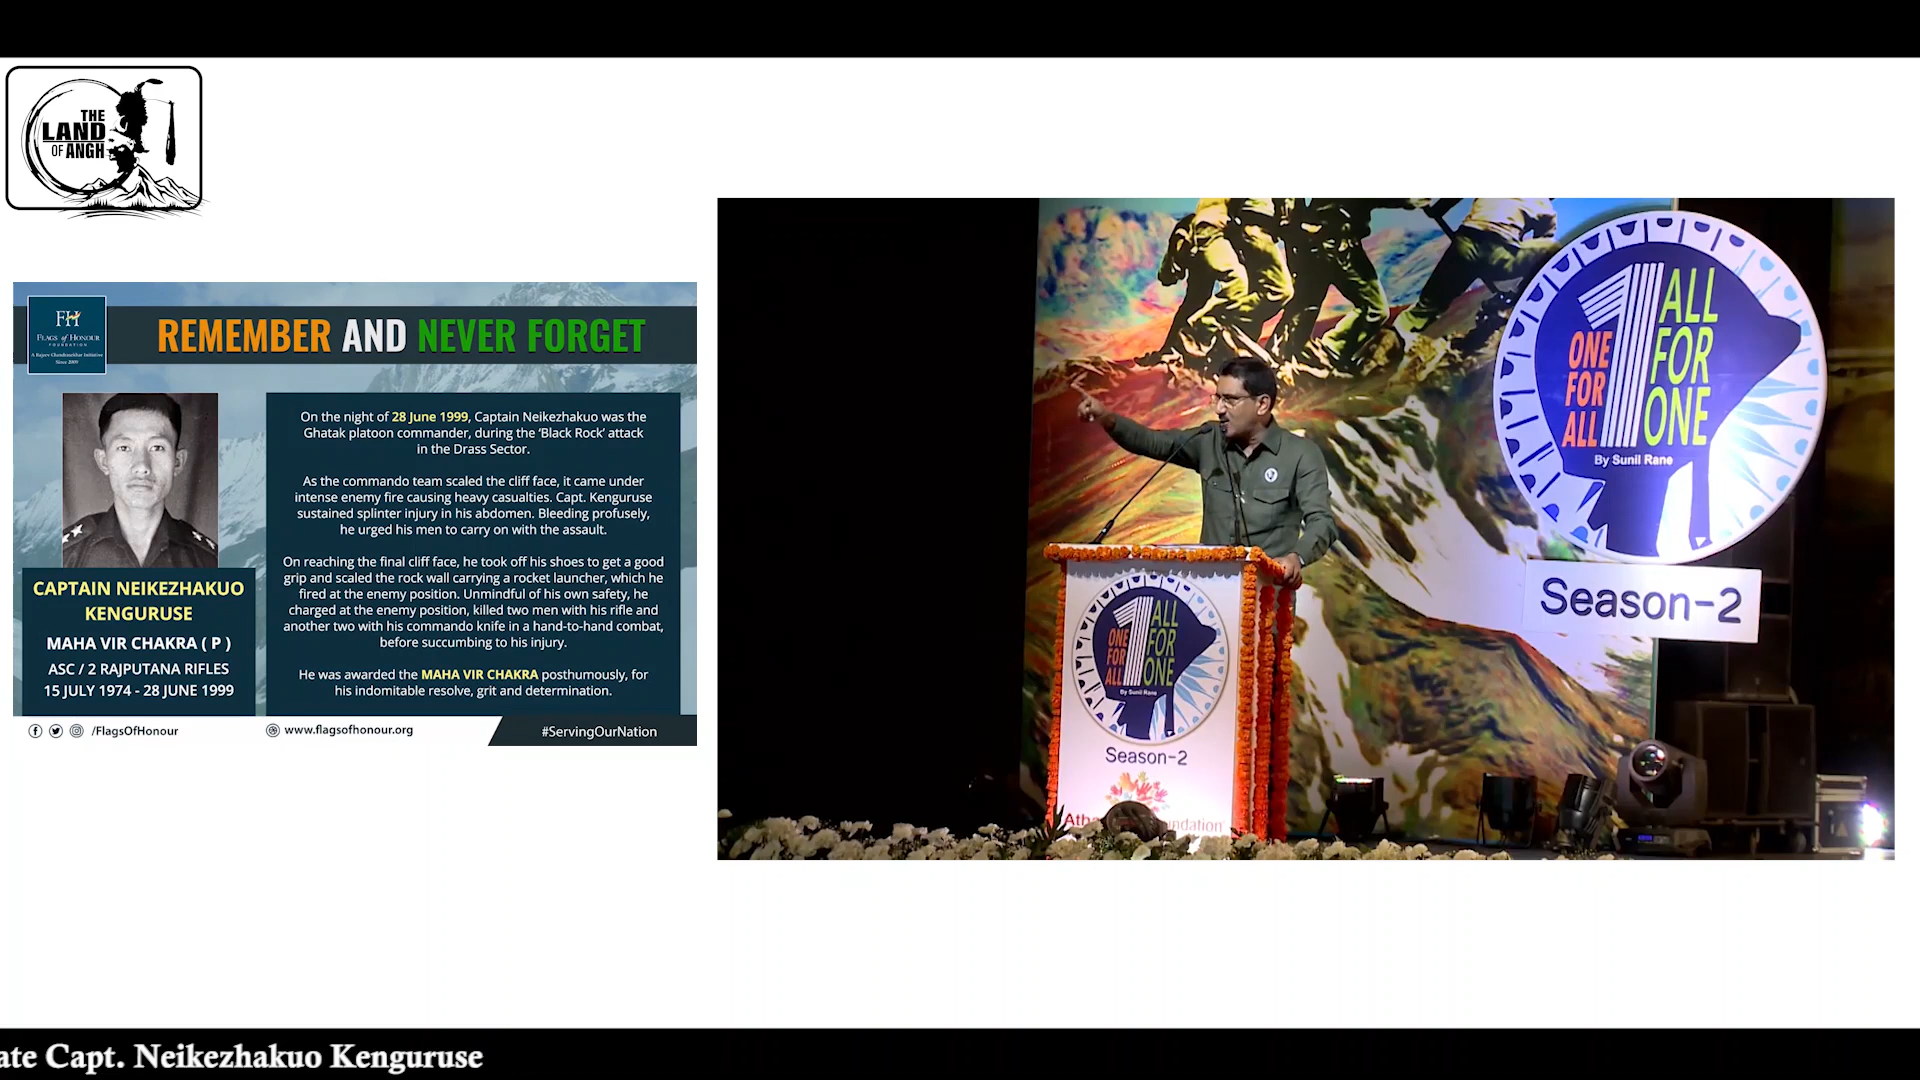 THE
LAND
OF ANGH
FH
FLAGS of HONOUR
FOUNDATION
A Rajeev Chandrasekhar Initiative
Since 2009
REMEMBER AND NEVER FORGET
On the night of 28 June 1999, Captain Neikezhakuo was the
Ghatak platoon commander, during the ‘Black Rock’ attack
in the Drass Sector.
As the commando team scaled the cliff face, it came under
intense enemy fire causing heavy casualties. Capt. Kenguruse
sustained splinter injury in his abdomen. Bleeding profusely,
he urged his men to carry on with the assault.
On reaching the final cliff face, he took off his shoes to get a good
grip and scaled the rock wall carrying a rocket launcher, which he
fired at the enemy position. Unmindful of his own safety, he
charged at the enemy position, killed two men with his rifle and
another two with his commando knife in a hand-to-hand combat,
before succumbing to his injury.
He was awarded the MAHA VIR CHAKRA posthumously, for
his indomitable resolve, grit and determination.
CAPTAIN NEIKEZHAKUO
KENGURUSE
MAHA VIR CHAKRA ( P )
ASC / 2 RAJPUTANA RIFLES
15 JULY 1974 - 28 JUNE 1999
/FlagsOfHonour
www.flagsofhonour.org
#ServingOurNation
ONE
FOR
ALL
1
ALL
FOR
ONE
By Sunil Rane
Season-2
ONE
FOR
ALL
1
ALL
FOR
ONE
By Sunil Rane
Season-2
ate Capt. Neikezhakuo Kenguruse